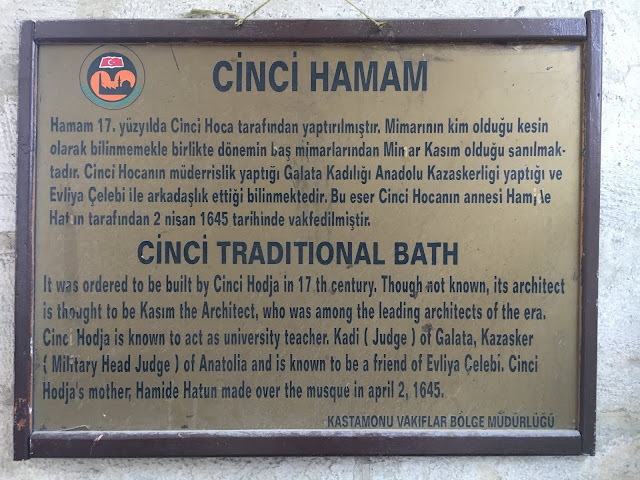 CİNCİ HAMAM
Hamam 17. yüzyılda Cinci Hoca tarafından yaptırılmıştır. Mimarının kim olduğu kesin
olarak bilinmemekle birlikte dönemin baş mimarlarından Mimar Kasım olduğu sanılmak-
tadır. Cinci Hocanın müderrislik yaptığı Galata Kadılığı Anadolu Kazaskerligi yaptığı ve
Evliya Çelebi ile arkadaşlık ettiği bilinmektedir. Bu eser Cinci Hocanın annesi Hamide
Hatun tarafından 2 nisan 1645 tarihinde vakfedilmiştir.
CİNCİ TRADITIONAL BATH
It was ordered to be built by Cinci Hodja in 17 th century. Though not known, its architect
is thought to be Kasım the Architect, who was among the leading architects of the era.
Cinci Hodja is known to act as university teacher. Kadi ( Judge ) of Galata, Kazasker
( Military Head Judge ) of Anatolia and is known to be a friend of Evliya Çelebi. Cinci
Hodja's mother, Hamide Hatun made over the musque in april 2, 1645.
KASTAMONU VAKIFLAR BÖLGE MÜDÜRLÜĞÜ